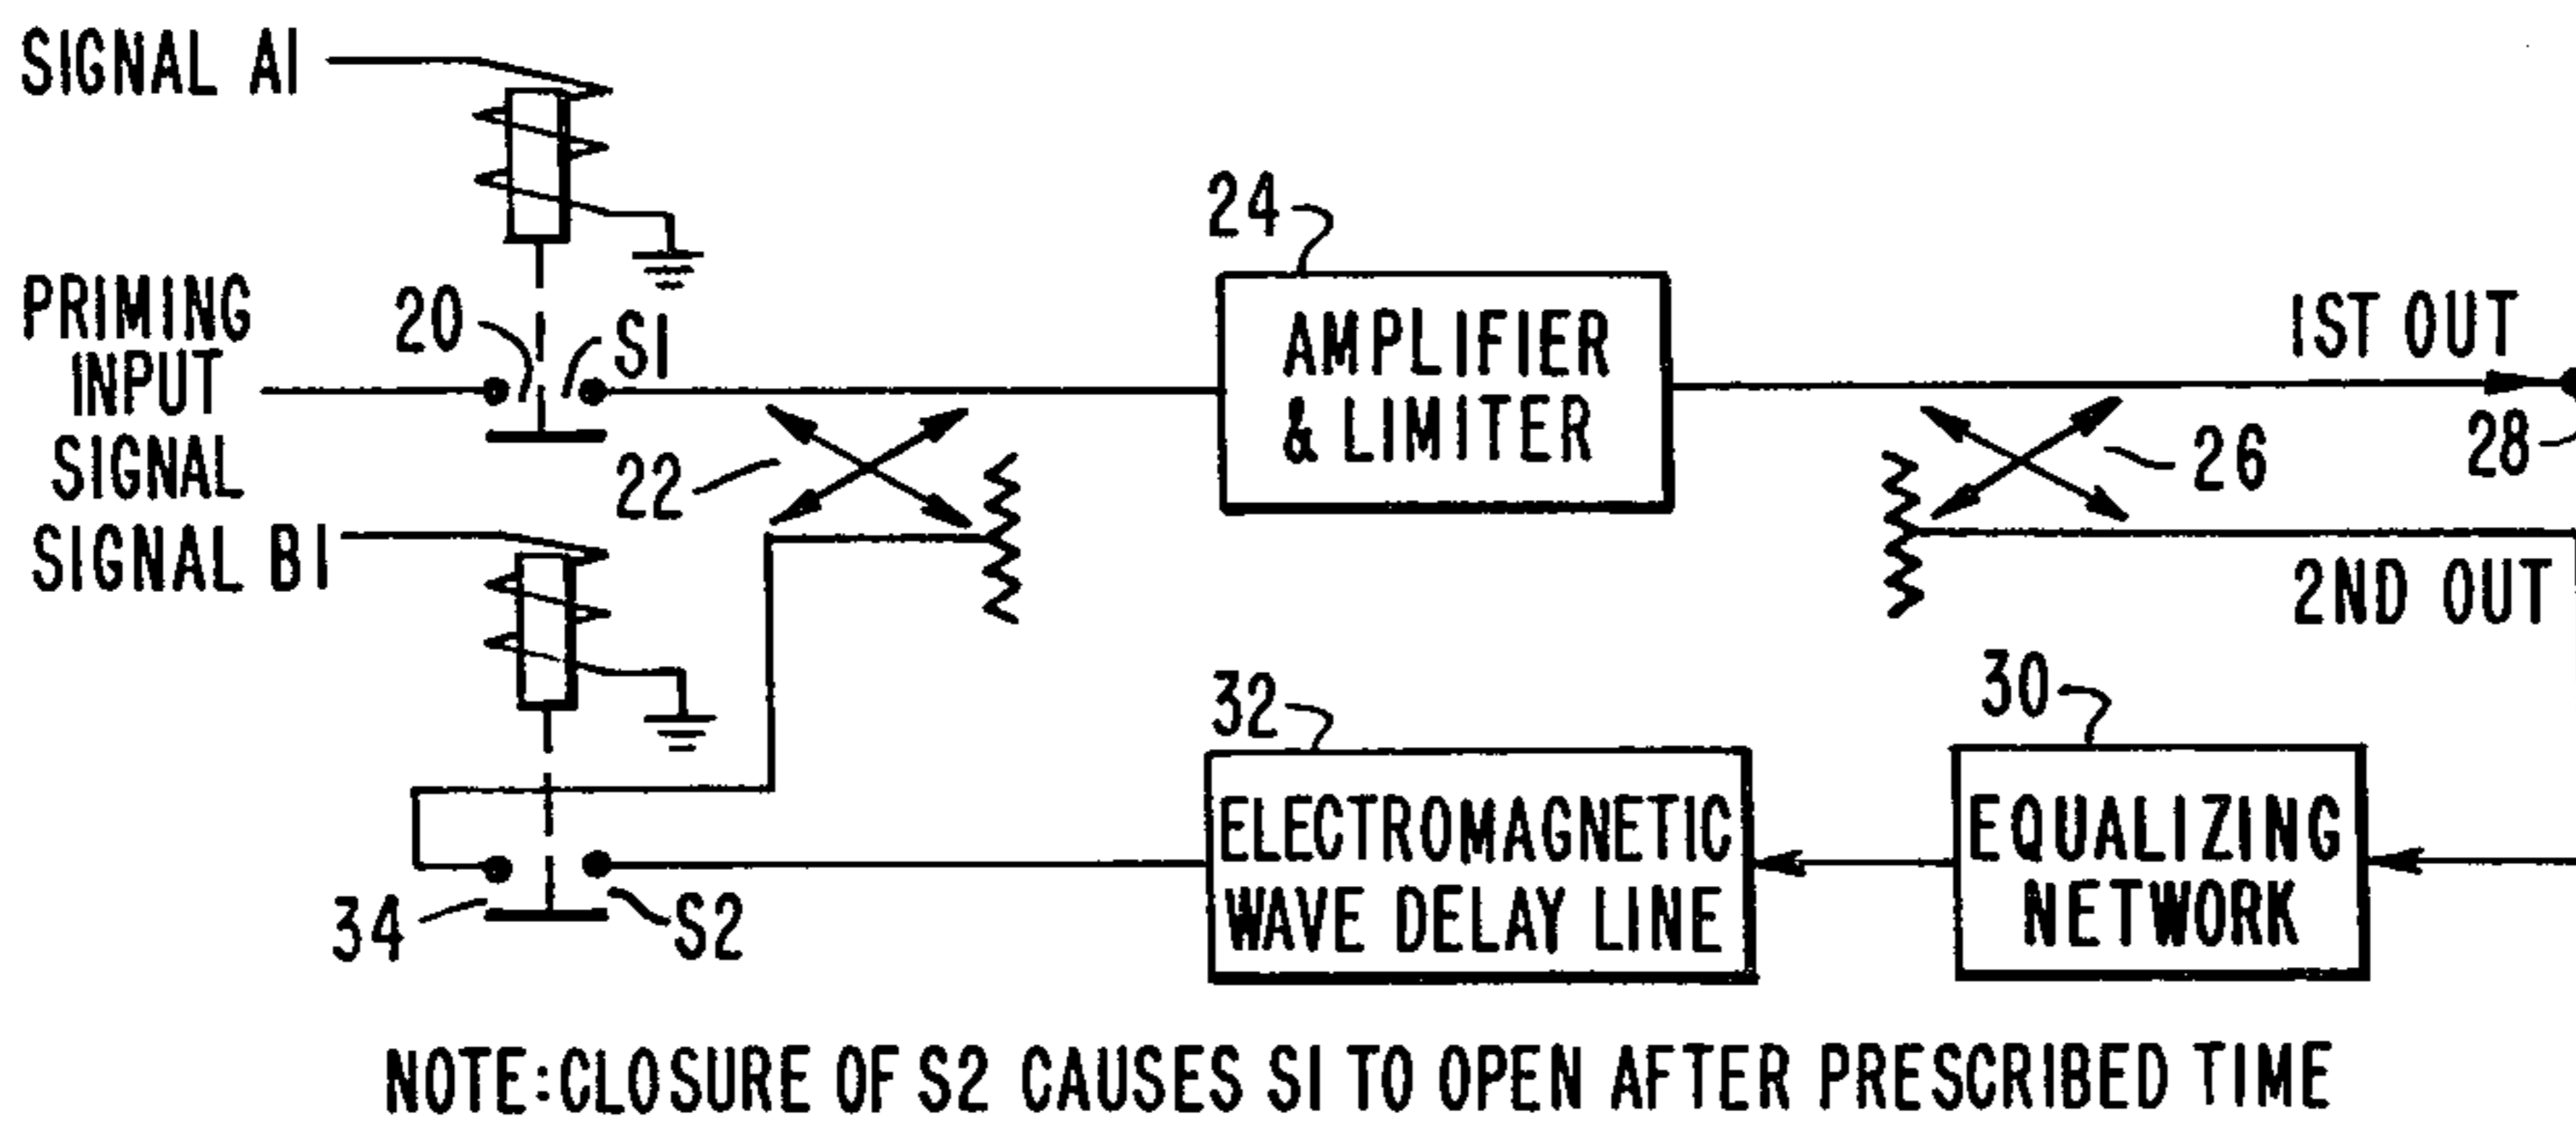 SIGNAL A1
24
PRIMING
INPUT
SIGNAL
20
S1
AMPLIFIER
& LIMITER
1ST OUT
28
22
26
SIGNAL B1
2ND OUT
32
30
ELECTROMAGNETIC
WAVE DELAY LINE
EQUALIZING
NETWORK
34
S2
NOTE: CLOSURE OF S2 CAUSES S1 TO OPEN AFTER PRESCRIBED TIME